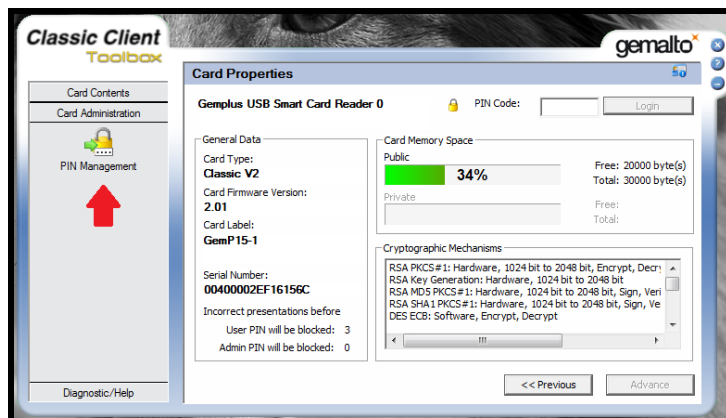 Classic Client
Toolbox
gemalto
Card Contents
Card Administration
PIN Management
Diagnostic/Help
Card Properties
Gemplus USB Smart Card Reader 0
PIN Code:
Login
General Data
Card Type:
Classic V2
Card Firmware Version:
2.01
Card Label:
GemP15-1
Serial Number:
00400002EF16156C
Incorrect presentations before
User PIN will be blocked: 3
Admin PIN will be blocked: 0
Card Memory Space
Public
34%
Free: 20000 byte(s)
Total: 30000 byte(s)
Private
Free:
Total:
Cryptographic Mechanisms
RSA PKCS#1: Hardware, 1024 bit to 2048 bit, Encrypt, Decry
RSA Key Generation: Hardware, 1024 bit to 2048 bit
RSA MD5 PKCS#1: Hardware, 1024 bit to 2048 bit, Sign, Veri
RSA SHA1 PKCS#1: Hardware, 1024 bit to 2048 bit, Sign, Ve
DES ECB: Software, Encrypt, Decrypt
<< Previous
Advance